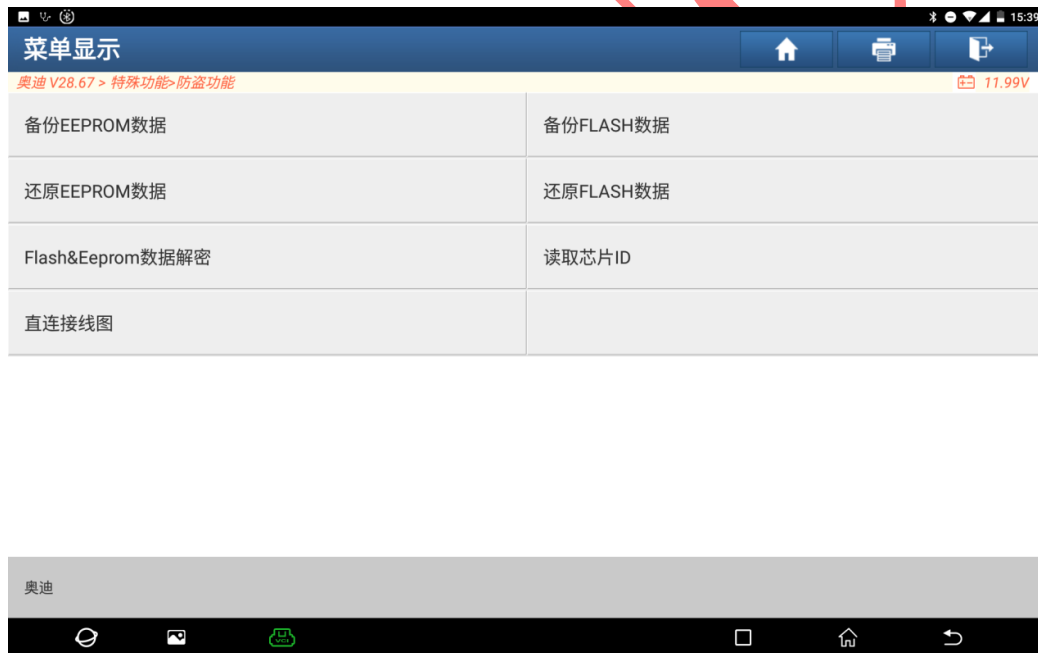 15:39
菜单显示
奥迪 V28.67 > 特殊功能>防盗功能
11.99V
备份EEPROM数据
备份FLASH数据
还原EEPROM数据
还原FLASH数据
Flash&Eeprom数据解密
读取芯片ID
直连接线图
奥迪
VCI